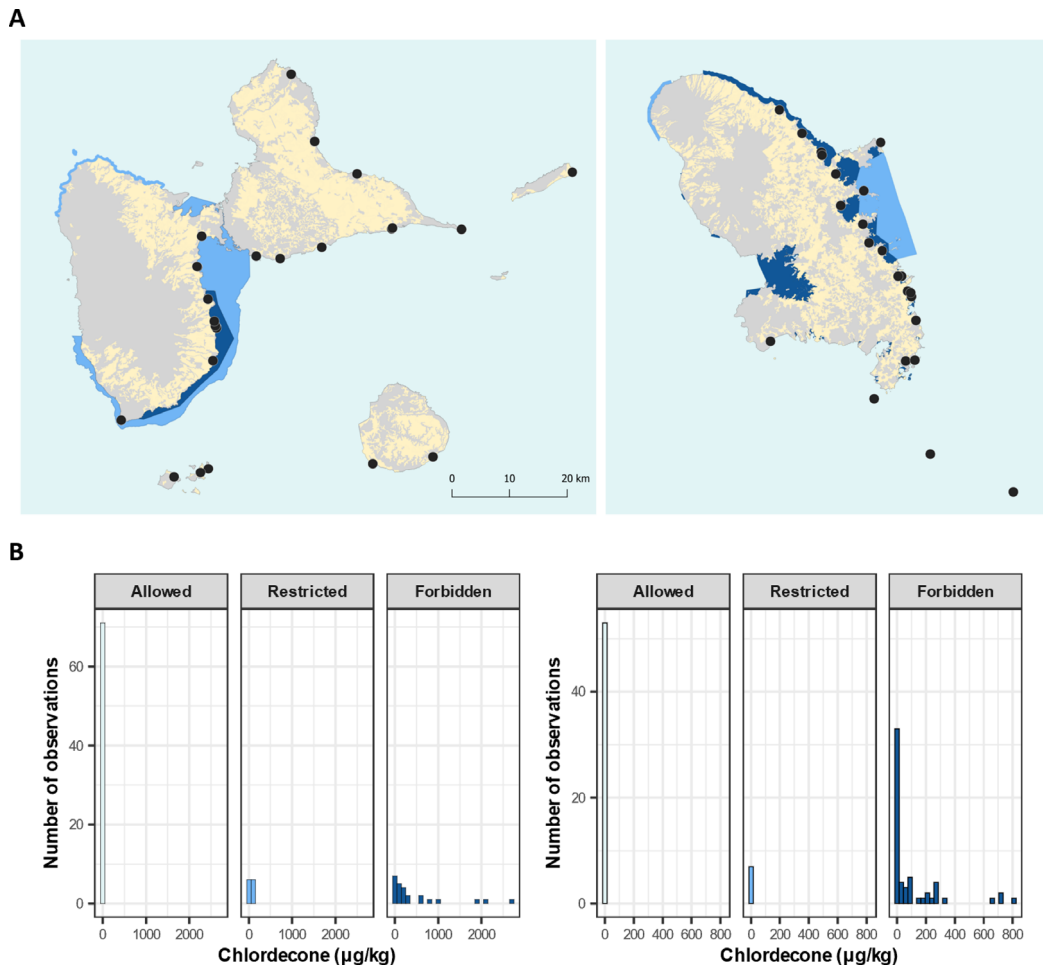 A
0 10 20 km
B
Allowed Restricted Forbidden Allowed Restricted Forbidden
Number of observations
60
40
20
0
Number of observations
40
20
0
0 1000 2000 0 1000 2000 0 1000 2000
0 200 400 600 800 0 200 400 600 800 0 200 400 600 800
Chlordecone (µg/kg) Chlordecone (µg/kg)